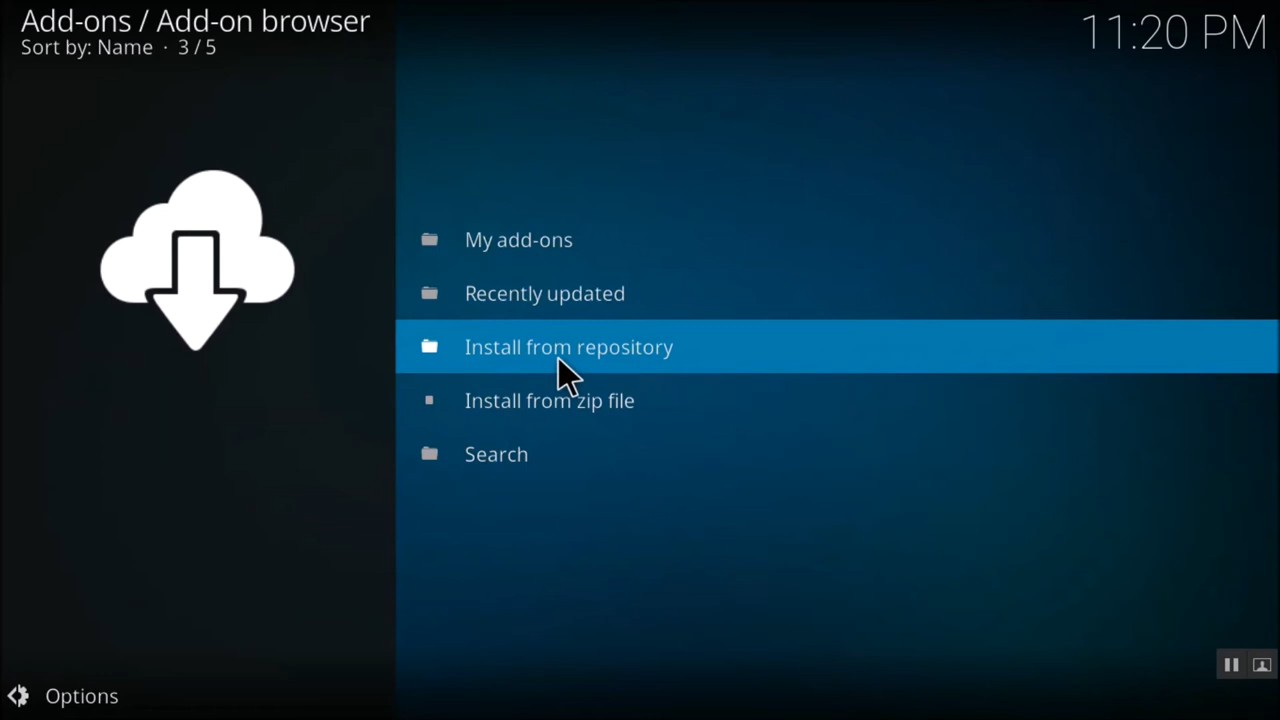 Add-ons / Add-on browser
Sort by: Name · 3 / 5
11:20 PM
My add-ons
Recently updated
Install from repository
Install from zip file
Search
Options